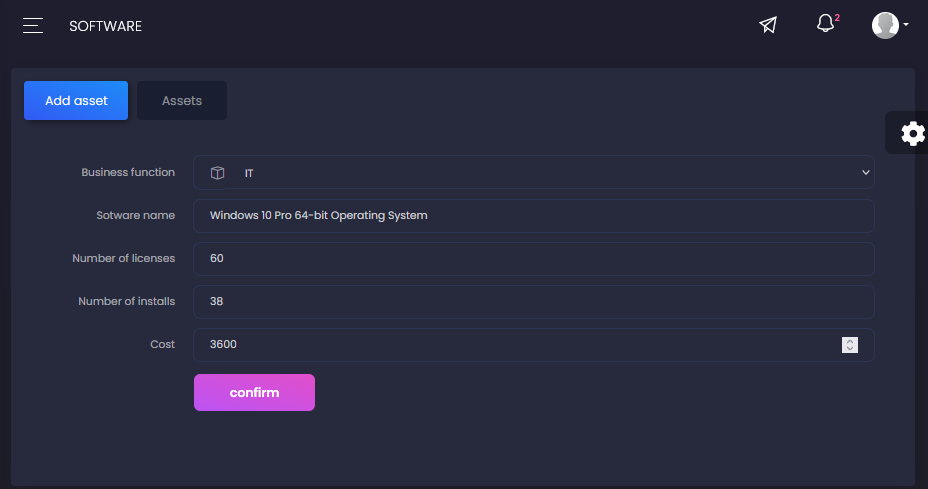 SOFTWARE
2
Add asset
Assets
Business function
IT
Sotware name
Windows 10 Pro 64-bit Operating System
Number of licenses
60
Number of installs
38
Cost
3600
confirm